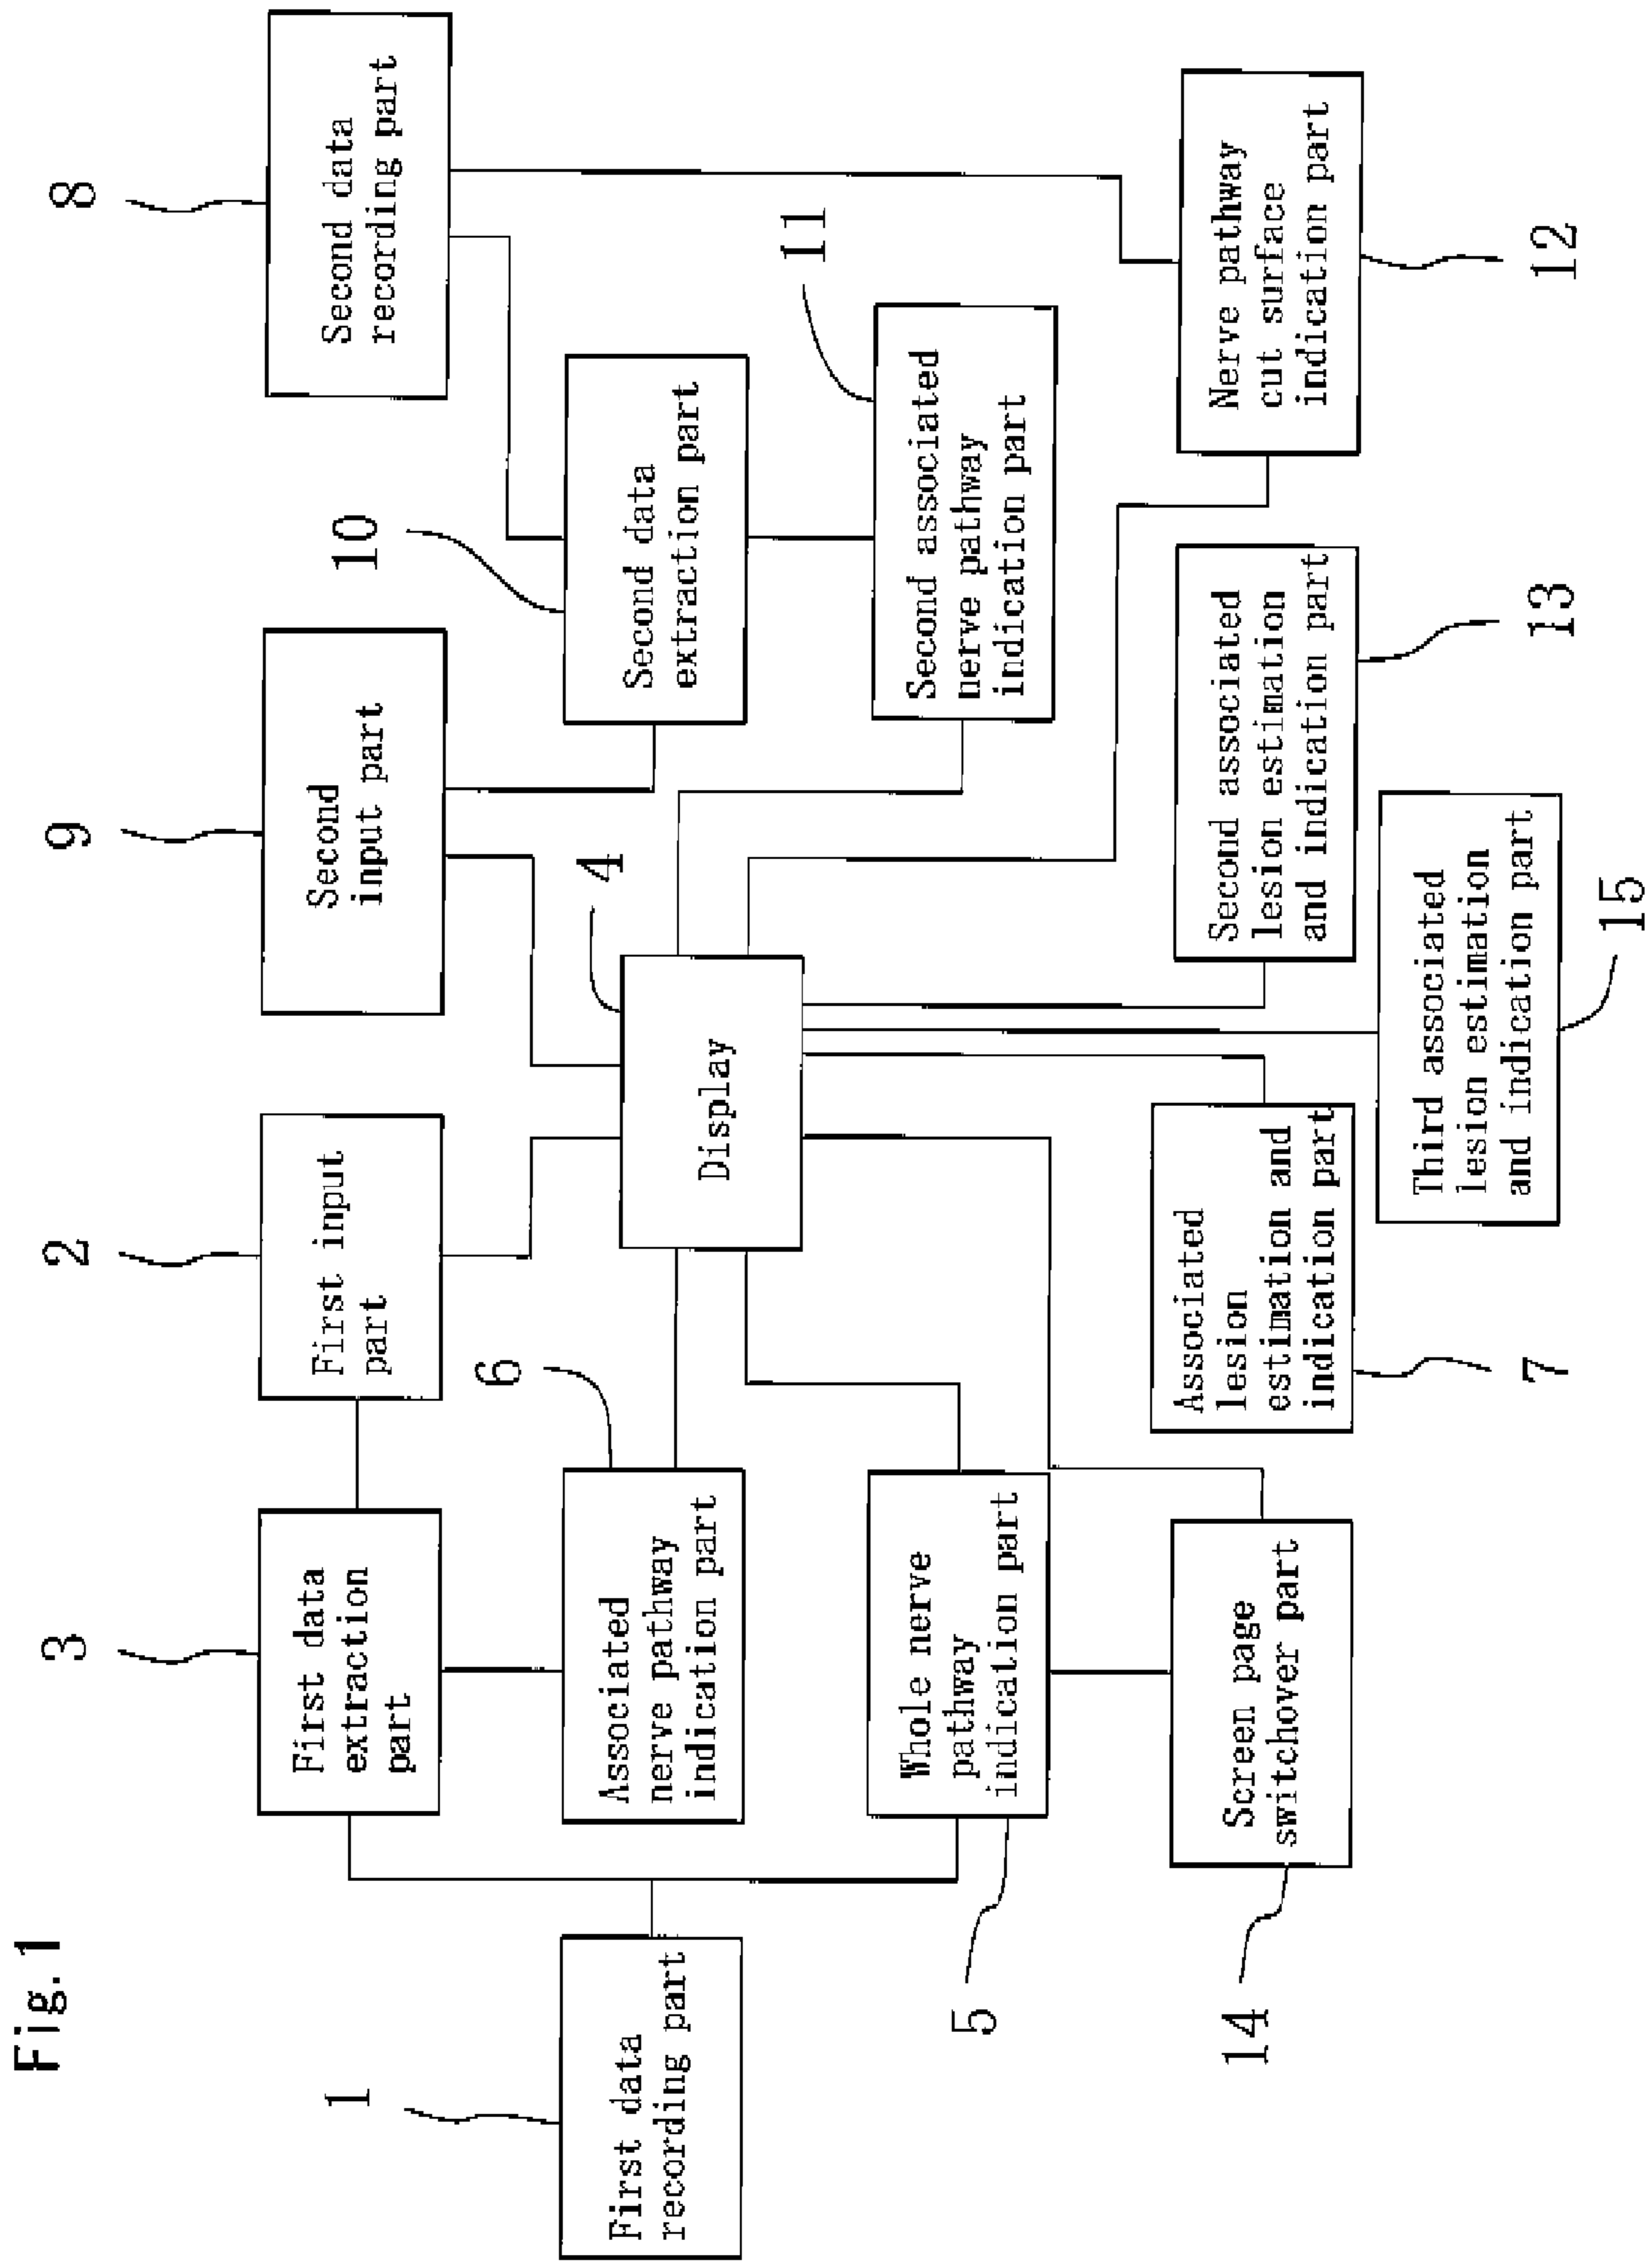 Fig.1
3
First data
extraction
part
2
First input
part
9
Second
input part
8
Second data
recording part
1
First data
recording part
6
Associated
nerve pathway
indication part
4
Display
10
Second data
extraction part
5
Whole nerve
pathway
indication part
11
Second associated
nerve pathway
indication part
14
Screen page
switchover part
7
Associated
lesion
estimation and
indication part
13
Second associated
lesion estimation
and indication part
12
Nerve pathway
cut surface
indication part
15
Third associated
lesion estimation
and indication part